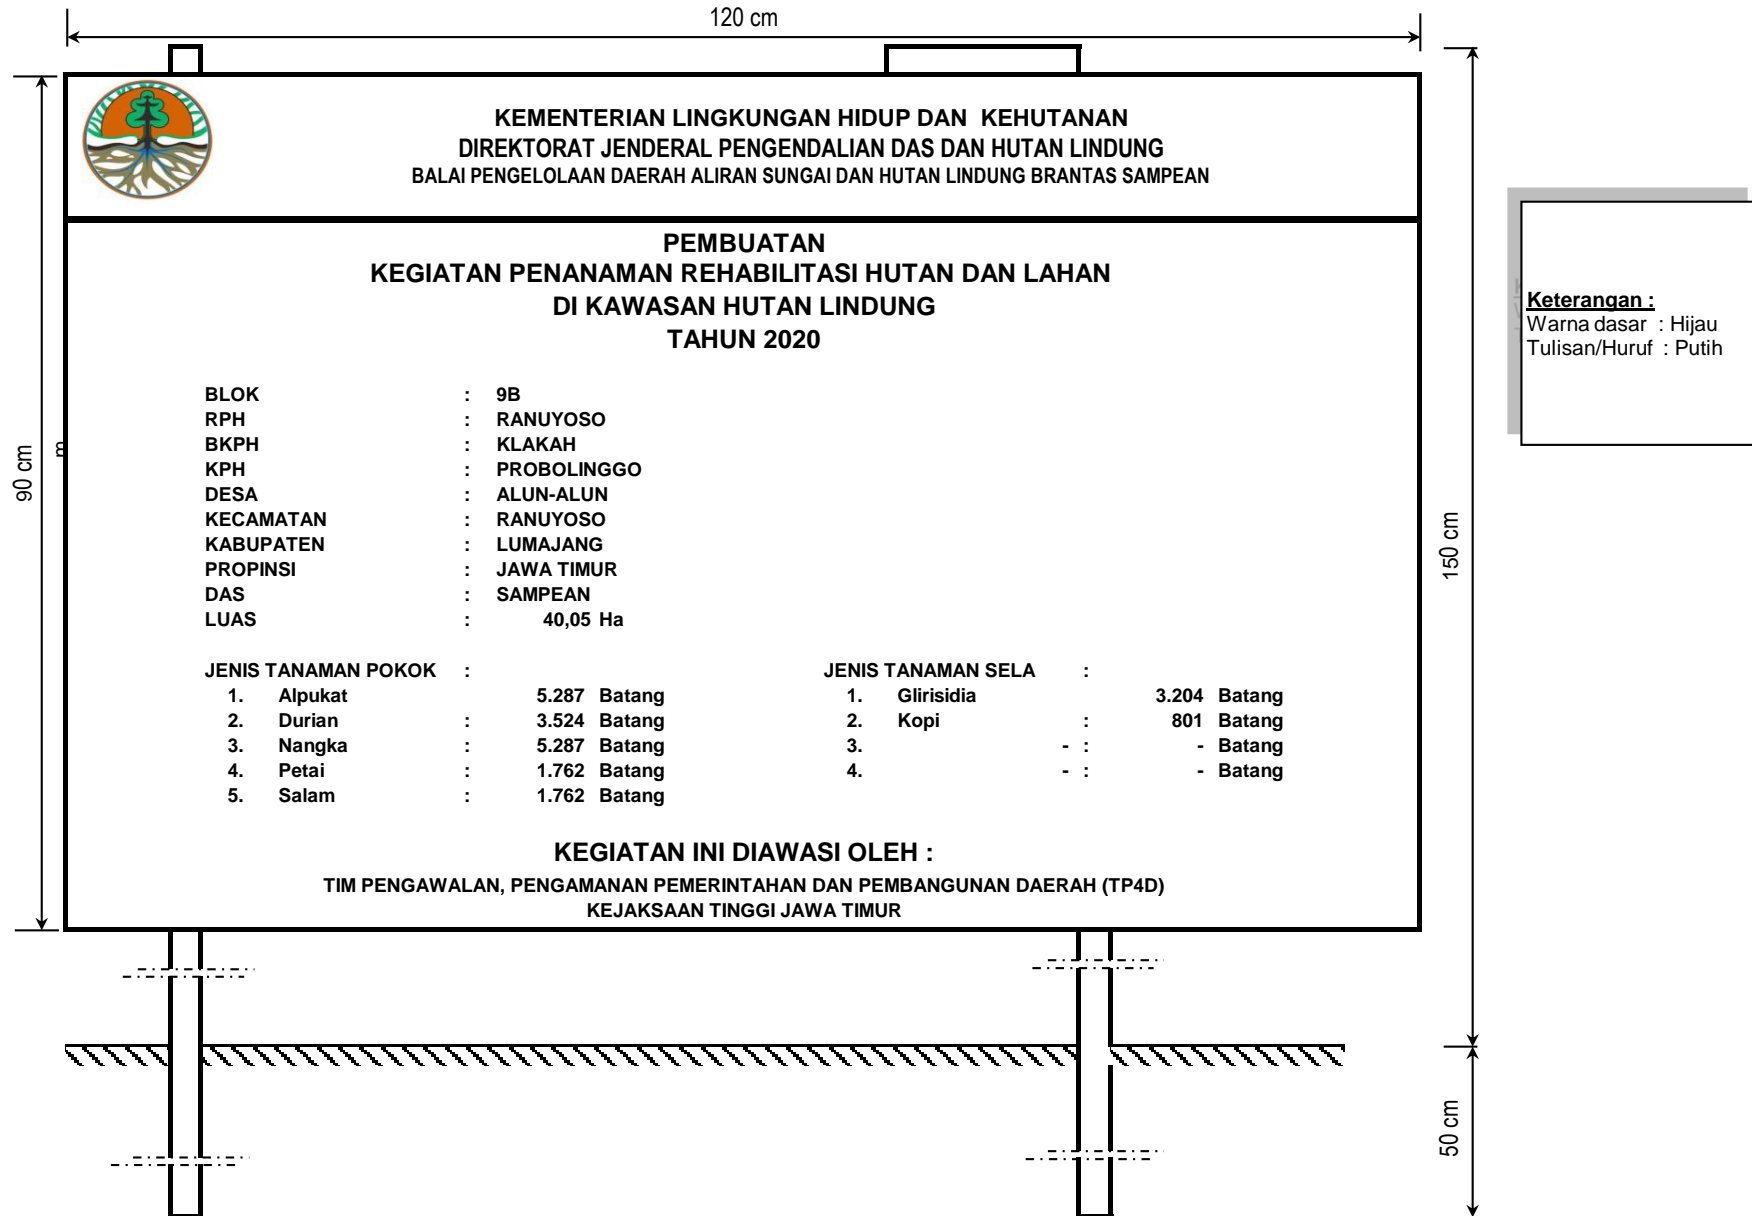 120 cm
KEMENTERIAN LINGKUNGAN HIDUP DAN KEHUTANAN
DIREKTORAT JENDERAL PENGENDALIAN DAS DAN HUTAN LINDUNG
BALAI PENGELOLAAN DAERAH ALIRAN SUNGAI DAN HUTAN LINDUNG BRANTAS SAMPEAN
PEMBUATAN
KEGIATAN PENANAMAN REHABILITASI HUTAN DAN LAHAN
DI KAWASAN HUTAN LINDUNG
TAHUN 2020
BLOK : 9B
RPH : RANUYOSO
BKPH : KLAKAH
KPH : PROBOLINGGO
DESA : ALUN-ALUN
KECAMATAN : RANUYOSO
KABUPATEN : LUMAJANG
PROPINSI : JAWA TIMUR
DAS : SAMPEAN
LUAS : 40,05 Ha
JENIS TANAMAN POKOK :
1. Alpukat 5.287 Batang
2. Durian : 3.524 Batang
3. Nangka : 5.287 Batang
4. Petai : 1.762 Batang
5. Salam : 1.762 Batang
JENIS TANAMAN SELA :
1. Glirisidia 3.204 Batang
2. Kopi : 801 Batang
3. - : - Batang
4. - : - Batang
KEGIATAN INI DIAWASI OLEH :
TIM PENGAWALAN, PENGAMANAN PEMERINTAHAN DAN PEMBANGUNAN DAERAH (TP4D)
KEJAKSAAN TINGGI JAWA TIMUR
90 cm
m
150 cm
50 cm
Keterangan :
Warna dasar : Hijau
Tulisan/Huruf : Putih